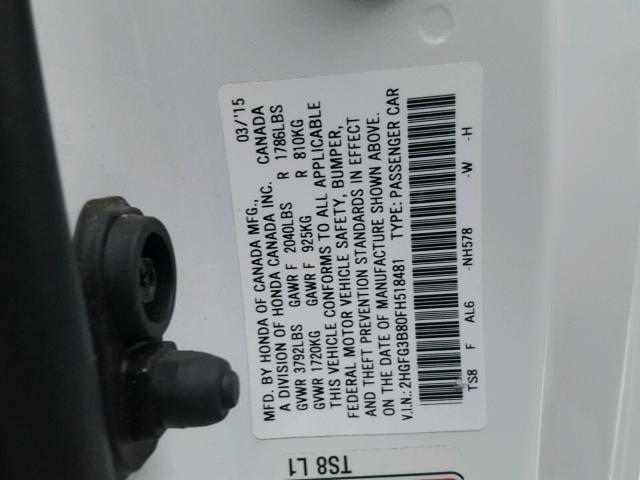 MFD. BY HONDA OF CANADA MFG., 03/'15
A DIVISION OF HONDA CANADA INC. CANADA
GVWR 3792LBS GAWR F 2040LBS R 1786LBS
GVWR 1720KG GAWR F 925KG R 810KG
THIS VEHICLE CONFORMS TO ALL APPLICABLE
FEDERAL MOTOR VEHICLE SAFETY, BUMPER,
AND THEFT PREVENTION STANDARDS IN EFFECT
ON THE DATE OF MANUFACTURE SHOWN ABOVE.
V.I.N.: 2HGFG3B80FH518481 TYPE: PASSENGER CAR
TS8 F AL6 -NH578 -W -H
TS8 L1